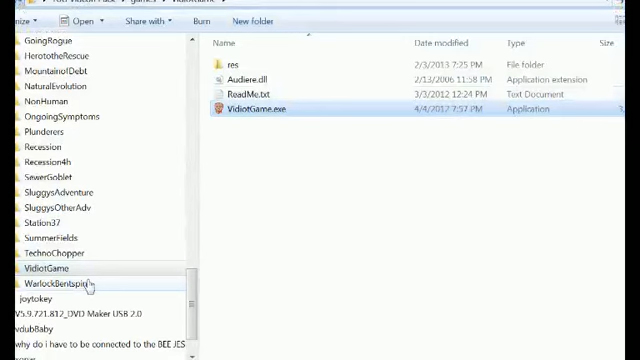 games VidiotGame
Open Share with Burn New folder
GoingRogue
HerototheRescue
MountainofDebt
NaturalEvolution
NonHuman
OngoingSymptoms
Plunderers
Recession
Recession4h
SewerGoblet
SluggysAdventure
SluggysOtherAdv
Station37
SummerFields
TechnoChopper
VidiotGame
WarlockBentspin
joytokey
V5.9.721.812_DVD Maker USB 2.0
vdubBaby
why do i have to be connected to the BEE JES
Name Date modified Type Size
res 2/3/2013 7:25 PM File folder
Audiere.dll 2/13/2006 11:58 PM Application extension
ReadMe.txt 3/3/2012 12:24 PM Text Document
VidiotGame.exe 4/4/2012 7:57 PM Application